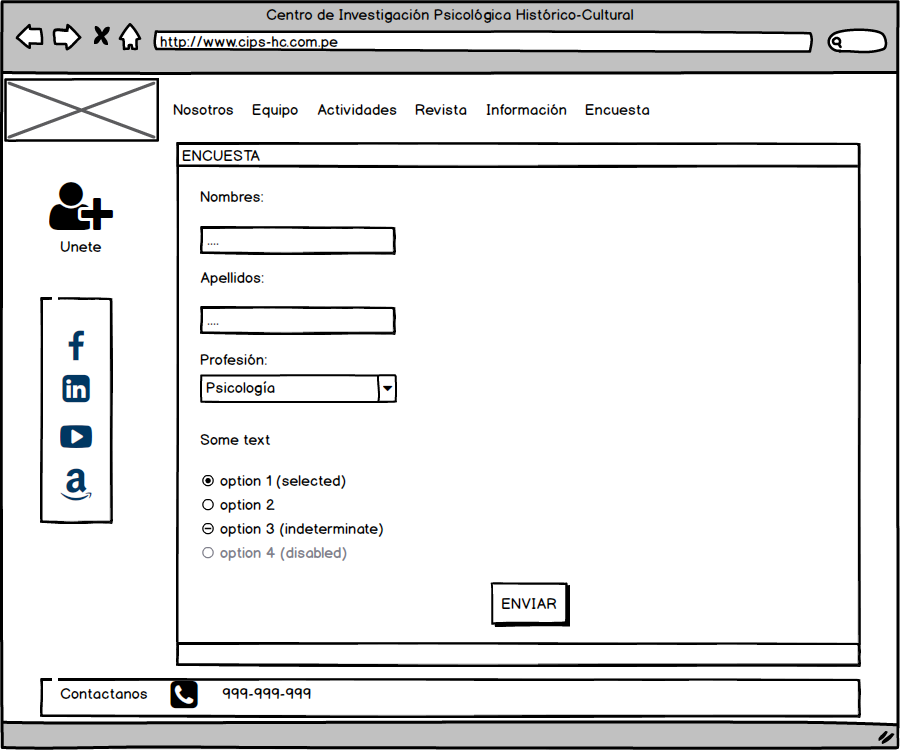 Centro de Investigación Psicológica Histórico-Cultural
http://www.cips-hc.com.pe
Nosotros Equipo Actividades Revista Información Encuesta
Unete
ENCUESTA
Nombres:
....
Apellidos:
....
Profesión:
Psicología
Some text
option 1 (selected)
option 2
option 3 (indeterminate)
option 4 (disabled)
ENVIAR
Contactanos 999-999-999